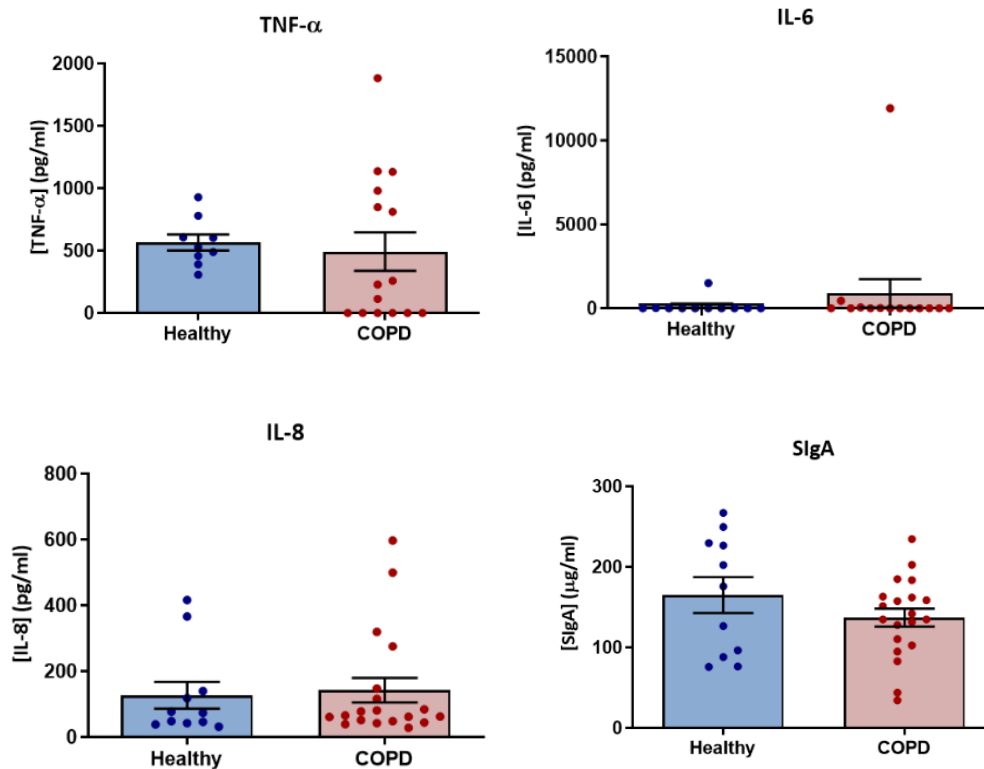 TNF-α
[TNF-α] (pg/ml)
2000
1500
1000
500
0
Healthy
COPD
IL-6
[IL-6] (pg/ml)
15000
10000
5000
0
Healthy
COPD
IL-8
[IL-8] (pg/ml)
800
600
400
200
0
Healthy
COPD
SIgA
[SIgA] (µg/ml)
300
200
100
0
Healthy
COPD